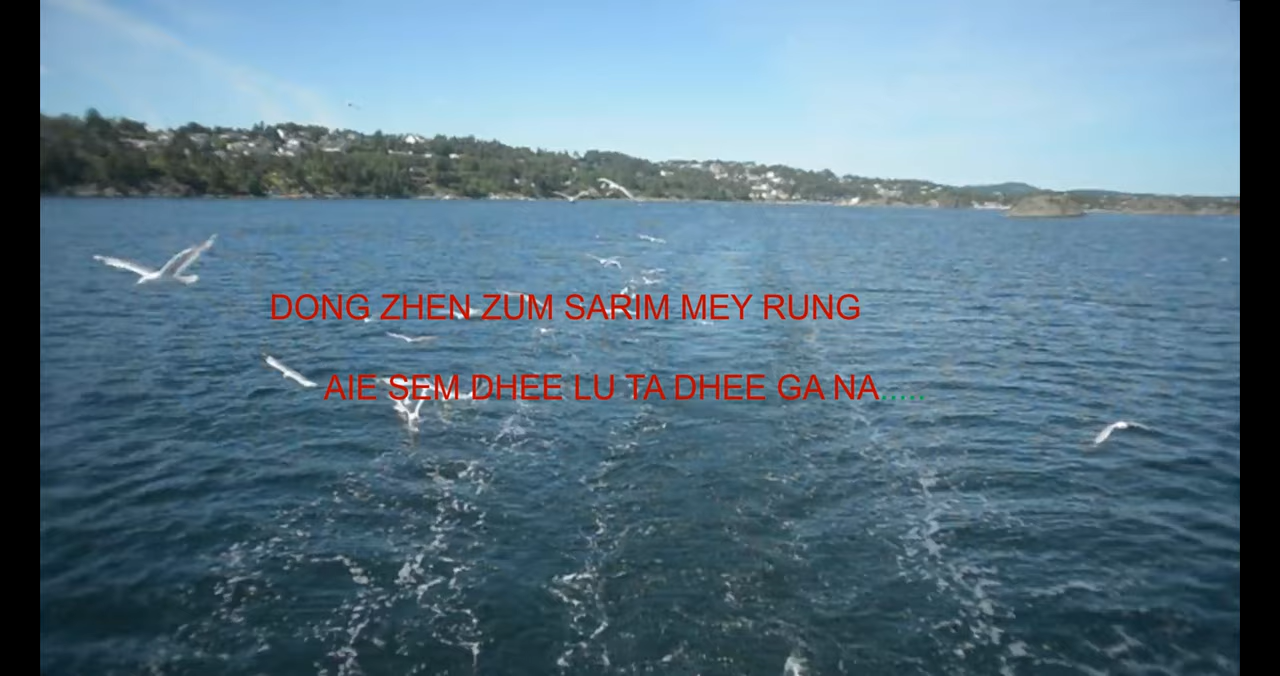 DONG ZHEN ZUM SARIM MEY RUNG
AIE SEM DHEE LU TA DHEE GA NA.....